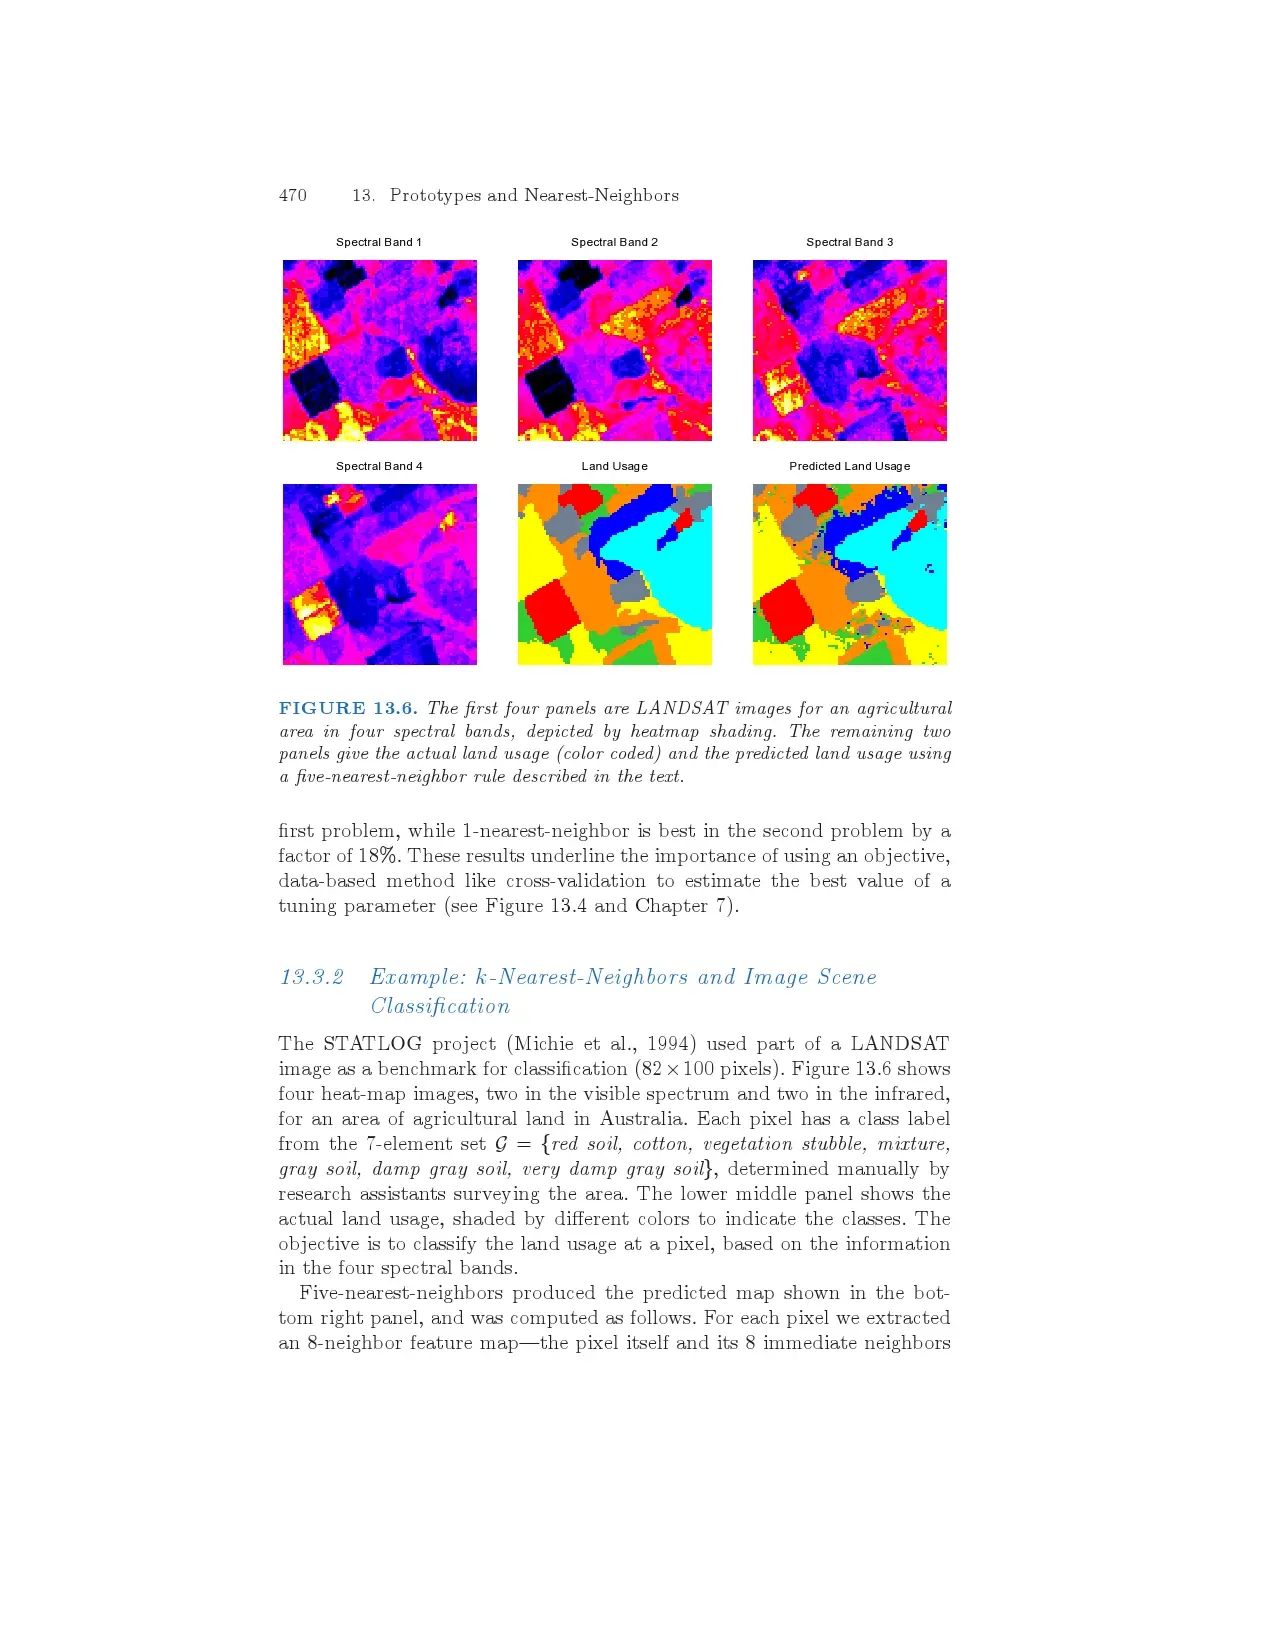 470 13. Prototypes and Nearest-Neighbors
Spectral Band 1 Spectral Band 2 Spectral Band 3
Spectral Band 4 Land Usage Predicted Land Usage
FIGURE 13.6. The first four panels are LANDSAT images for an agricultural
area in four spectral bands, depicted by heatmap shading. The remaining two
panels give the actual land usage (color coded) and the predicted land usage using
a five-nearest-neighbor rule described in the text.
first problem, while 1-nearest-neighbor is best in the second problem by a
factor of 18%. These results underline the importance of using an objective,
data-based method like cross-validation to estimate the best value of a
tuning parameter (see Figure 13.4 and Chapter 7).
13.3.2 Example: k-Nearest-Neighbors and Image Scene
Classification
The STATLOG project (Michie et al., 1994) used part of a LANDSAT
image as a benchmark for classification (82×100 pixels). Figure 13.6 shows
four heat-map images, two in the visible spectrum and two in the infrared,
for an area of agricultural land in Australia. Each pixel has a class label
from the 7-element set 𝒢 = {red soil, cotton, vegetation stubble, mixture,
gray soil, damp gray soil, very damp gray soil}, determined manually by
research assistants surveying the area. The lower middle panel shows the
actual land usage, shaded by different colors to indicate the classes. The
objective is to classify the land usage at a pixel, based on the information
in the four spectral bands.
Five-nearest-neighbors produced the predicted map shown in the bot-
tom right panel, and was computed as follows. For each pixel we extracted
an 8-neighbor feature map—the pixel itself and its 8 immediate neighbors